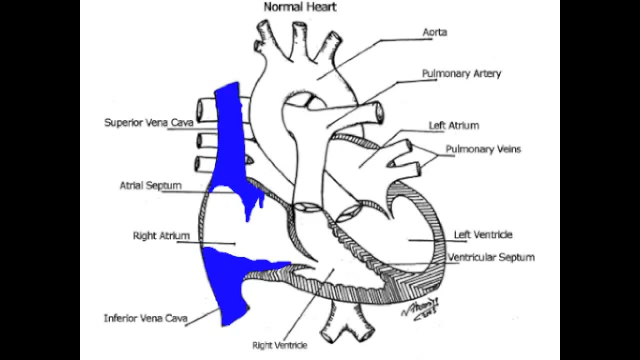 Normal Heart
Aorta
Pulmonary Artery
Superior Vena Cava
Left Atrium
Pulmonary Veins
Atrial Septum
Right Atrium
Left Ventricle
Ventricular Septum
Inferior Vena Cava
Right Ventricle